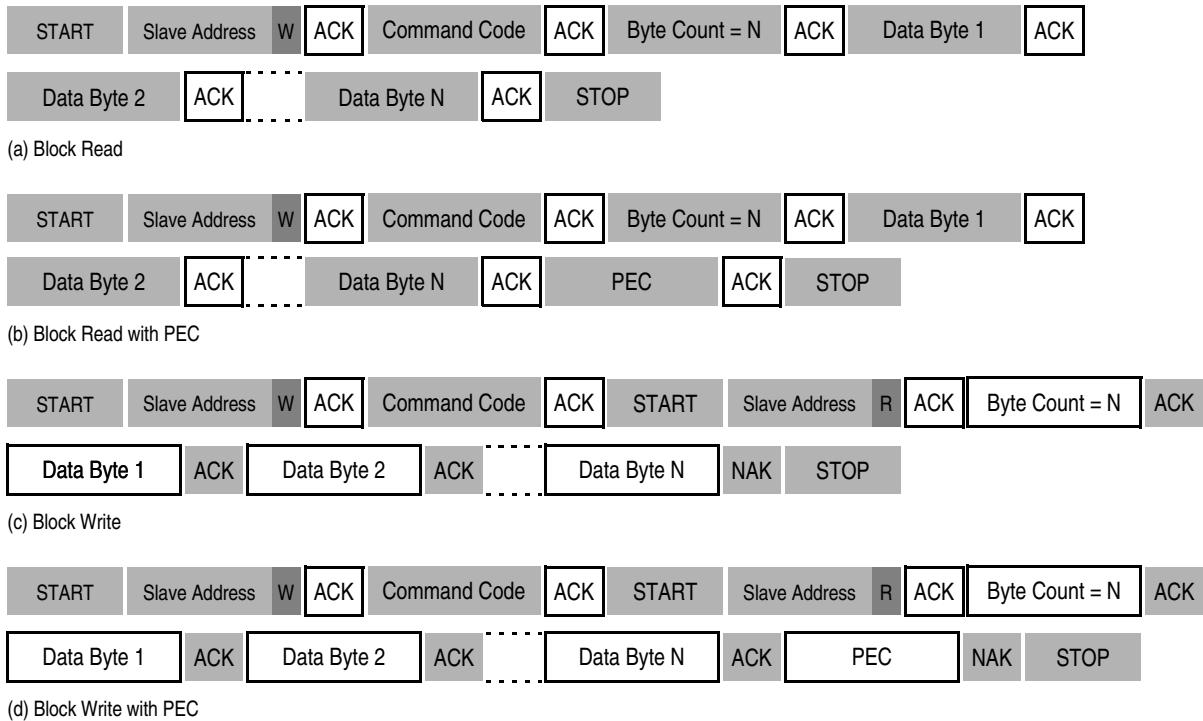 START Slave Address W ACK Command Code ACK Byte Count = N ACK Data Byte 1 ACK
Data Byte 2 ACK Data Byte N ACK STOP
(a) Block Read
START Slave Address W ACK Command Code ACK Byte Count = N ACK Data Byte 1 ACK
Data Byte 2 ACK Data Byte N ACK PEC ACK STOP
(b) Block Read with PEC
START Slave Address W ACK Command Code ACK START Slave Address R ACK Byte Count = N ACK
Data Byte 1 ACK Data Byte 2 ACK Data Byte N NAK STOP
(c) Block Write
START Slave Address W ACK Command Code ACK START Slave Address R ACK Byte Count = N ACK
Data Byte 1 ACK Data Byte 2 ACK Data Byte N ACK PEC NAK STOP
(d) Block Write with PEC